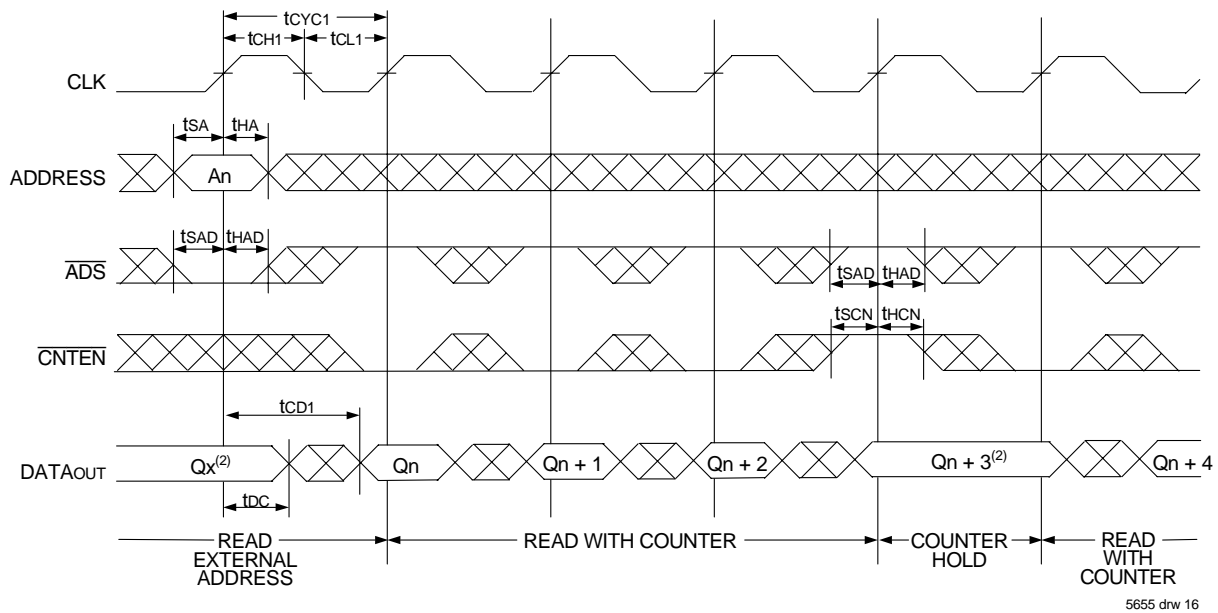 tCYC1
tCH1 tCL1
CLK
tSA tHA
ADDRESS An
tSAD tHAD
ADS
tSAD tHAD
tSCN tHCN
CNTEN
tCD1
DATAOUT Qx(2) Qn Qn + 1 Qn + 2 Qn + 3(2) Qn + 4
tDC
READ EXTERNAL ADDRESS
READ WITH COUNTER
COUNTER HOLD
READ WITH COUNTER
5655 drw 16